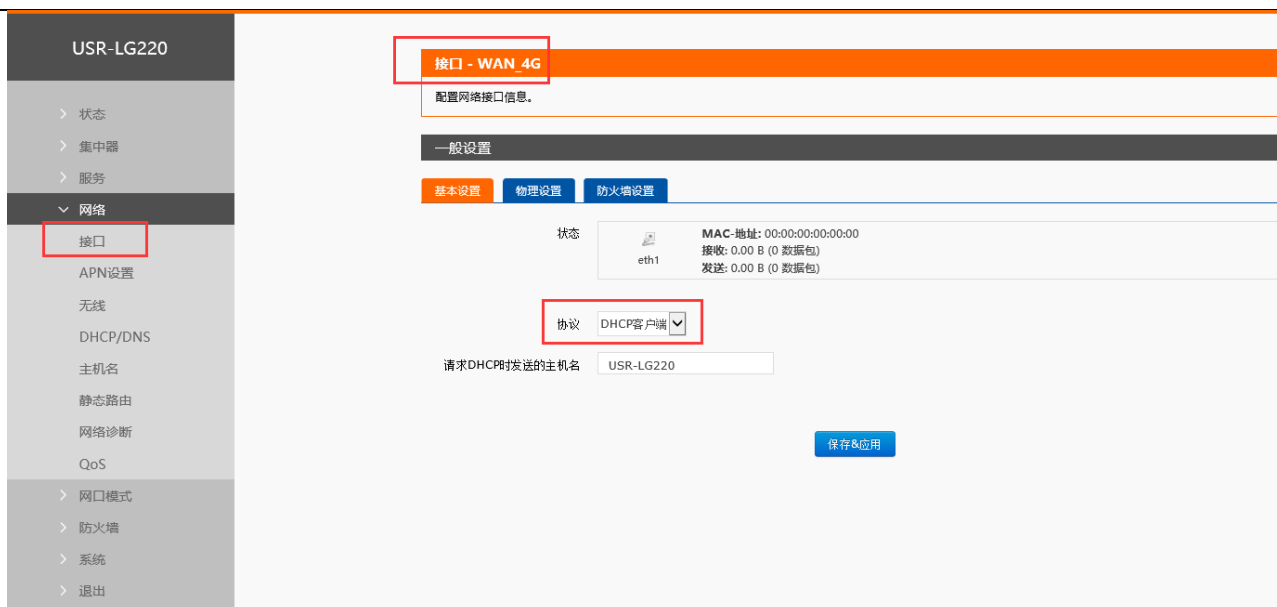 USR-LG220
状态
集中器
服务
网络
接口
APN设置
无线
DHCP/DNS
主机名
静态路由
网络诊断
QoS
网口模式
防火墙
系统
退出
接口 - WAN_4G
配置网络接口信息。
一般设置
基本设置 物理设置 防火墙设置
状态
eth1
MAC-地址: 00:00:00:00:00:00
接收: 0.00 B (0 数据包)
发送: 0.00 B (0 数据包)
协议 DHCP客户端
请求DHCP时发送的主机名 USR-LG220
保存&应用